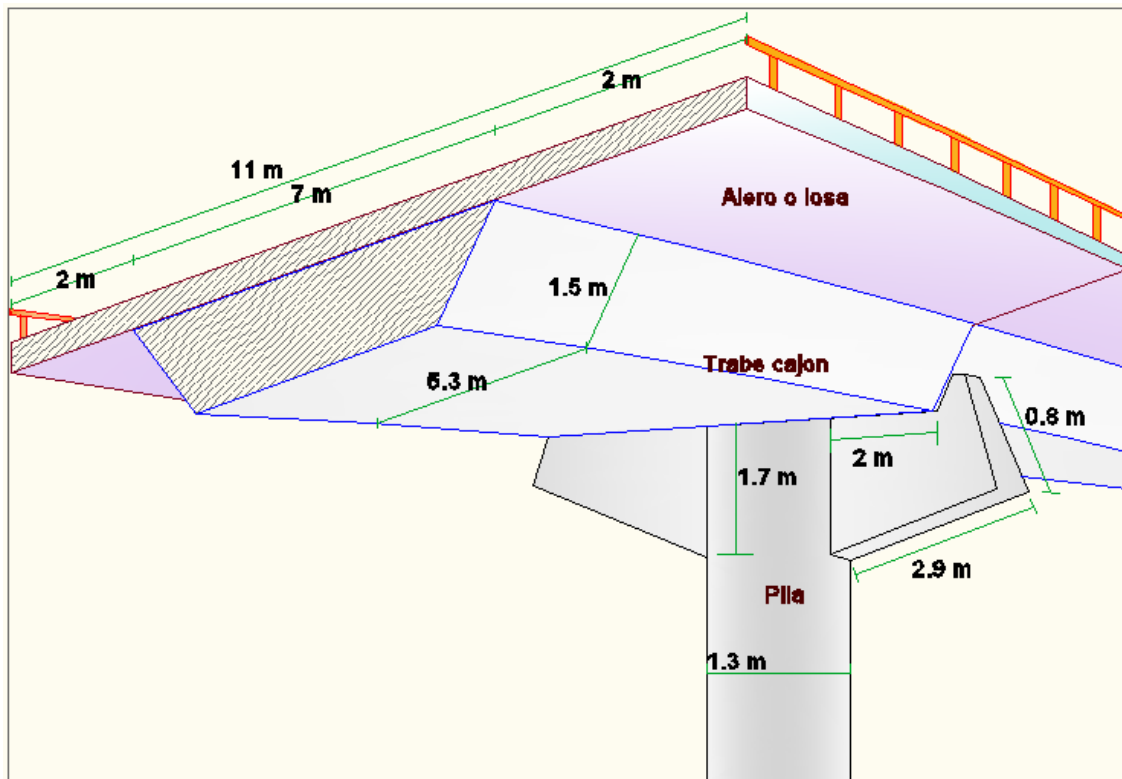 2 m
11 m
7 m
Alero o losa
2 m
1.5 m
Trabe cajon
5.3 m
0.8 m
2 m
1.7 m
2.9 m
Pila
1.3 m